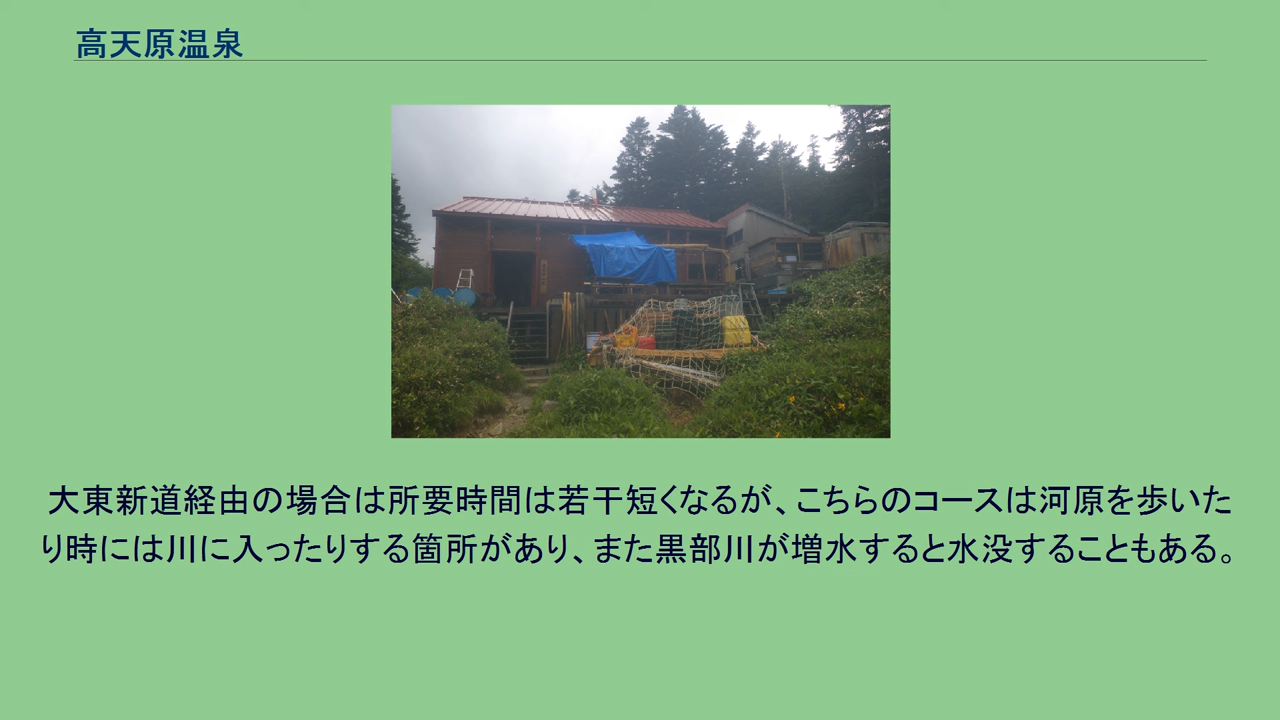 高天原温泉
大東新道経由の場合は所要時間は若干短くなるが、こちらのコースは河原を歩いた
り時には川に入ったりする箇所があり、また黒部川が増水すると水没することもある。